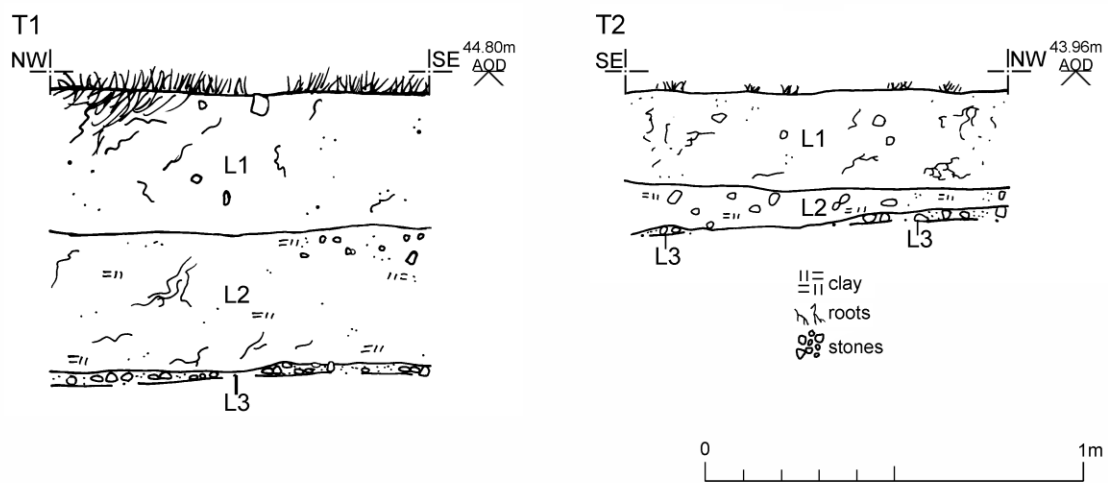 T1
NW
SE 44.80m
AOD
L1
L2
L3
T2
SE
NW 43.96m
AOD
L1
L2
L3
L3
clay
roots
stones
0
1m